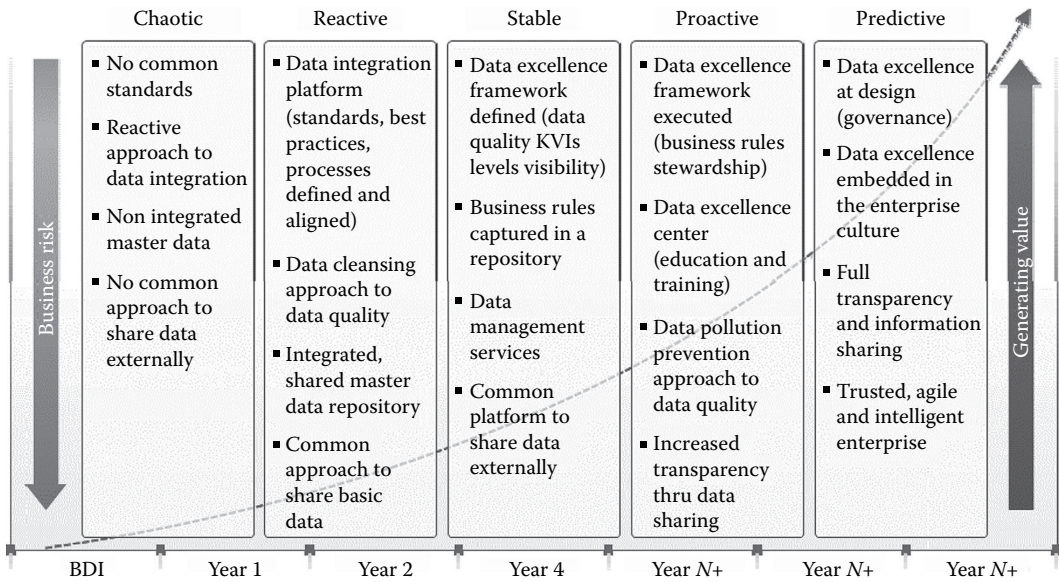 Chaotic
Reactive
Stable
Proactive
Predictive
Business risk
▪ No common
standards
▪ Reactive
approach to
data integration
▪ Non integrated
master data
▪ No common
approach to
share data
externally
▪ Data integration
platform
(standards, best
practices,
processes
defined and
aligned)
▪ Data cleansing
approach to
data quality
▪ Integrated,
shared master
data repository
▪ Common
approach to
share basic
data
▪ Data excellence
framework
defined (data
quality KVIs
levels visibility)
▪ Business rules
captured in a
repository
▪ Data
management
services
▪ Common
platform to
share data
externally
▪ Data excellence
framework
executed
(business rules
stewardship)
▪ Data excellence
center
(education and
training)
▪ Data pollution
prevention
approach to
data quality
▪ Increased
transparency
thru data
sharing
▪ Data excellence
at design
(governance)
▪ Data excellence
embedded in
the enterprise
culture
▪ Full
transparency
and information
sharing
▪ Trusted, agile
and intelligent
enterprise
Generating value
BDI
Year 1
Year 2
Year 4
Year N+
Year N+
Year N+